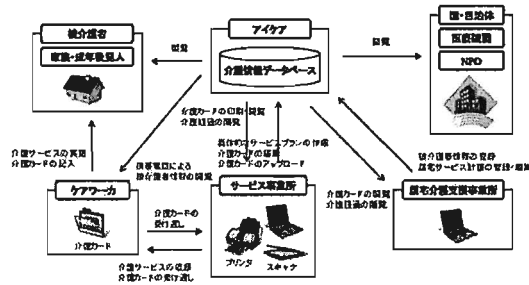 被介護者
家族・成年後見人
アイケア
介護情報データベース
国・自治体
医療機関
NPO
閲覧
閲覧
介護カードの印刷・閲覧
介護記録の閲覧
具体的なサービスプランの作成
介護カードの編集
介護カードのアップロード
介護サービスの実施
介護カードの記入
携帯電話による
被介護者情報の閲覧
被介護者情報の登録
居宅サービス計画の登録・編集
ケアワーカ
介護カード
介護カードの
受け渡し
サービス事業所
プリンタ
スキャナ
介護カードの閲覧
介護記録の閲覧
居宅介護支援事業所
介護カードの受け渡し